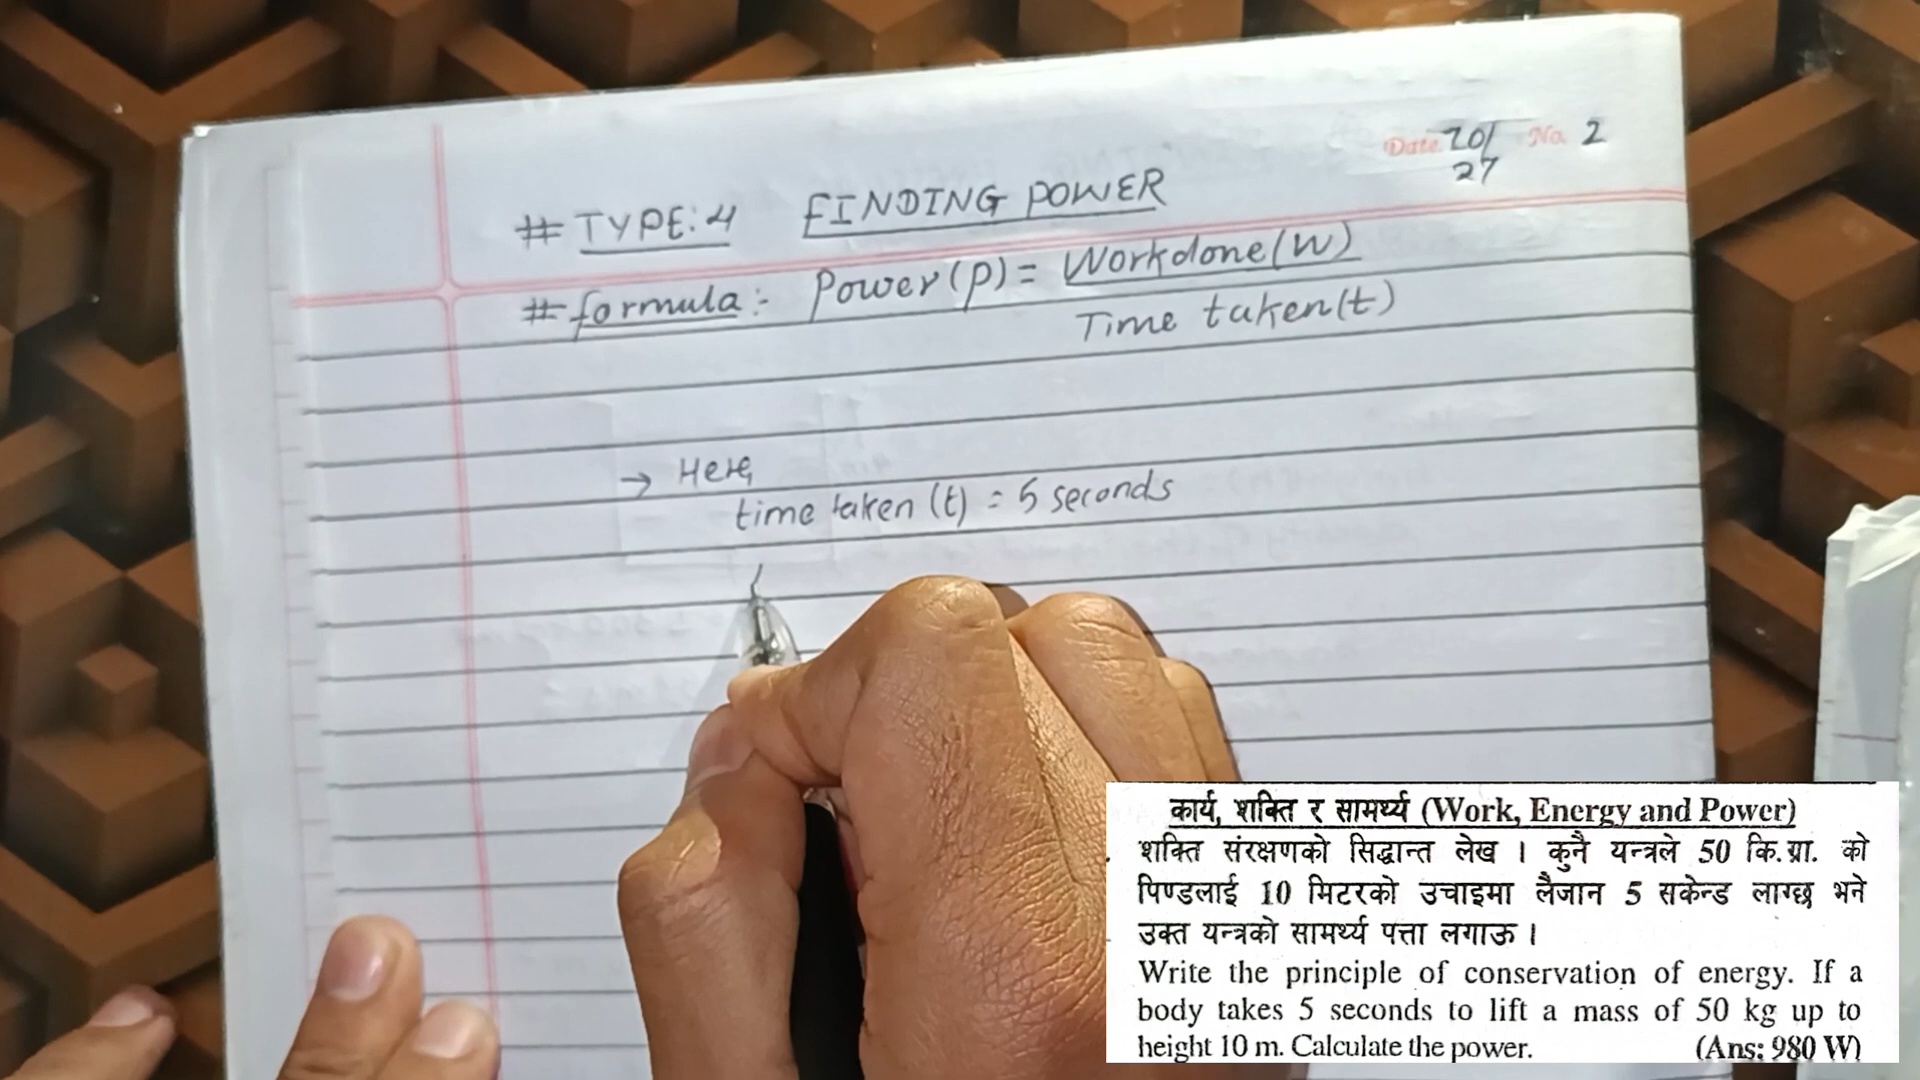 Date 20/27 No. 2
# TYPE: 4 FINDING POWER
# formula:- Power (P) = Workdone (W)
Time taken (t)
→ Here,
time taken (t) = 5 seconds
कार्य, शक्ति र सामर्थ्य (Work, Energy and Power)
शक्ति संरक्षणको सिद्धान्त लेख । कुनै यन्त्रले 50 कि.ग्रा. को
पिण्डलाई 10 मिटरको उचाइमा लैजान 5 सकेन्ड लाग्छ भने
उक्त यन्त्रको सामर्थ्य पत्ता लगाऊ ।
Write the principle of conservation of energy. If a
body takes 5 seconds to lift a mass of 50 kg up to
height 10 m. Calculate the power. (Ans: 980 W)